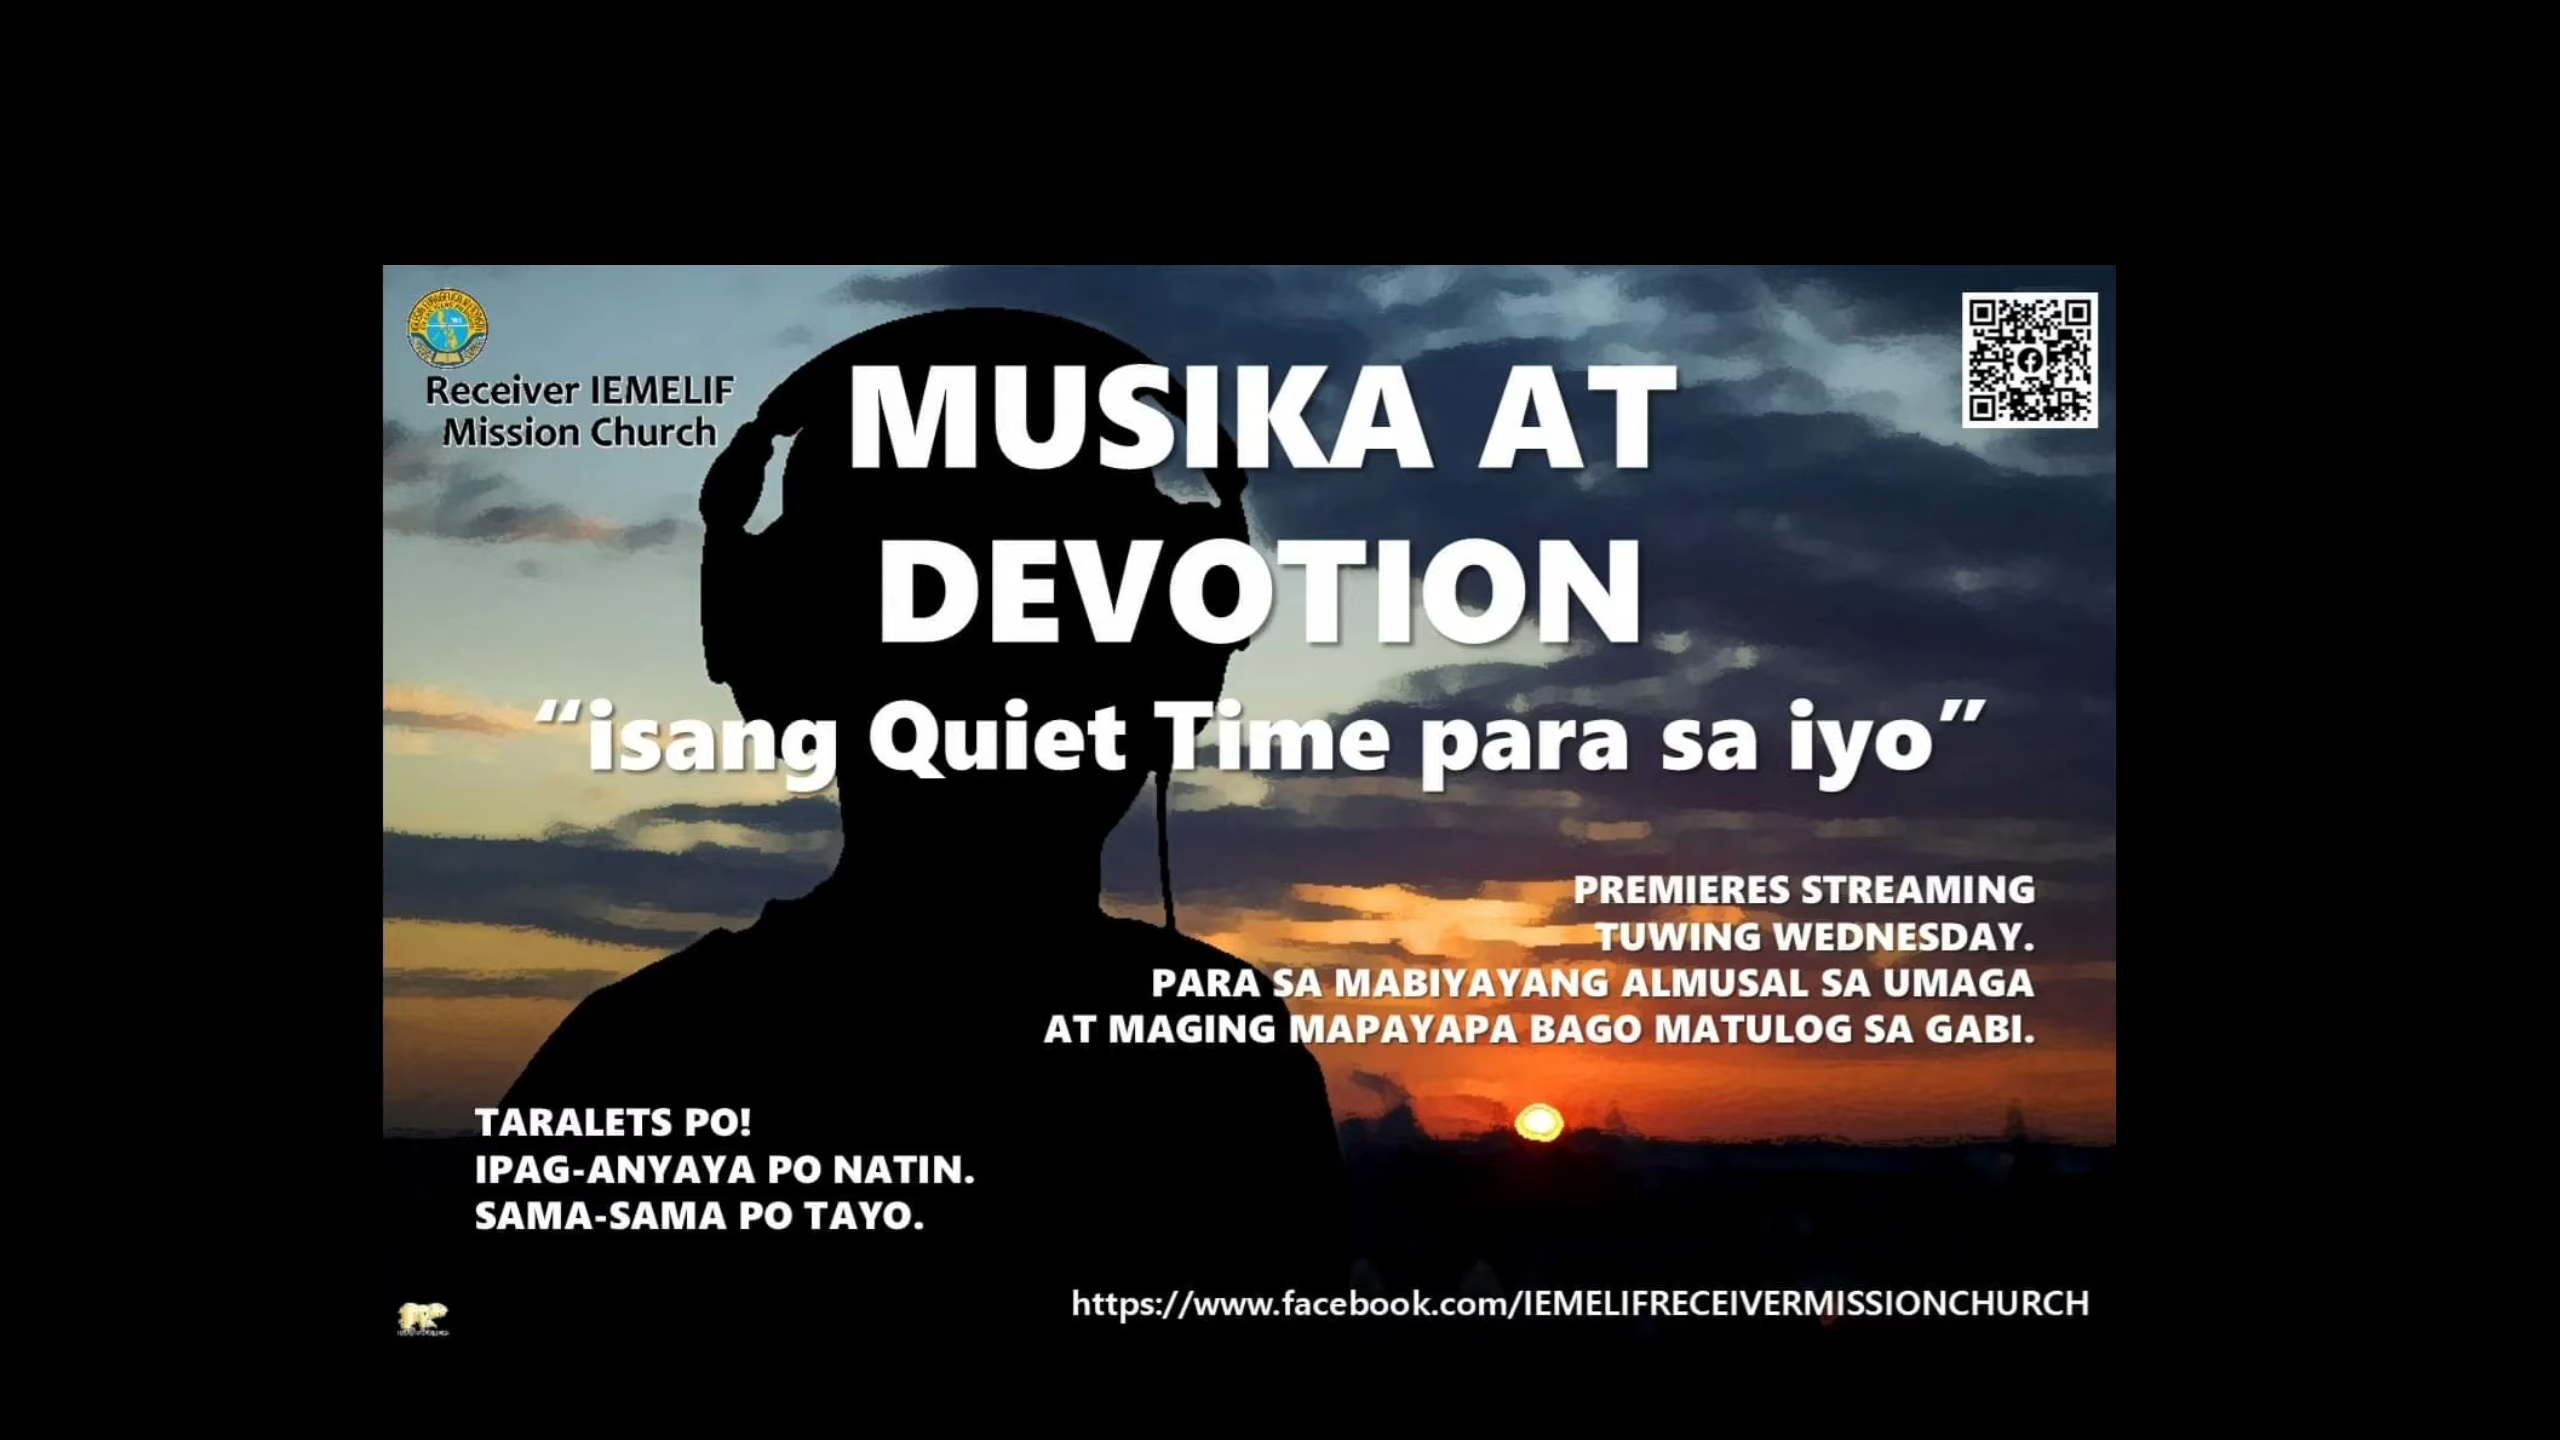 Receiver IEMELIF
Mission Church
MUSIKA AT
DEVOTION
“isang Quiet Time para sa iyo”
PREMIERES STREAMING
TUWING WEDNESDAY.
PARA SA MABIYAYANG ALMUSAL SA UMAGA
AT MAGING MAPAYAPA BAGO MATULOG SA GABI.
TARALETS PO!
IPAG-ANYAYA PO NATIN.
SAMA-SAMA PO TAYO.
https://www.facebook.com/IEMELIFRECEIVERMISSIONCHURCH